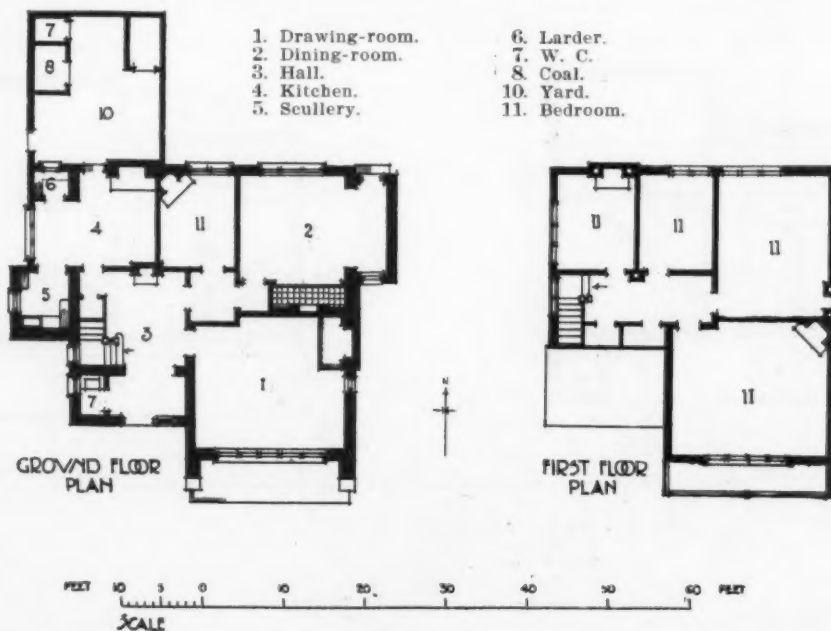 1. Drawing-room.
2. Dining-room.
3. Hall.
4. Kitchen.
5. Scullery.
6. Larder.
7. W. C.
8. Coal.
10. Yard.
11. Bedroom.
7
8
10
6
4
11
2
5
3
1
7
GROUND FLOOR
PLAN
N
11
11
11
11
FIRST FLOOR
PLAN
FEET 10 5 0 10 20 30 40 50 60 FEET
SCALE